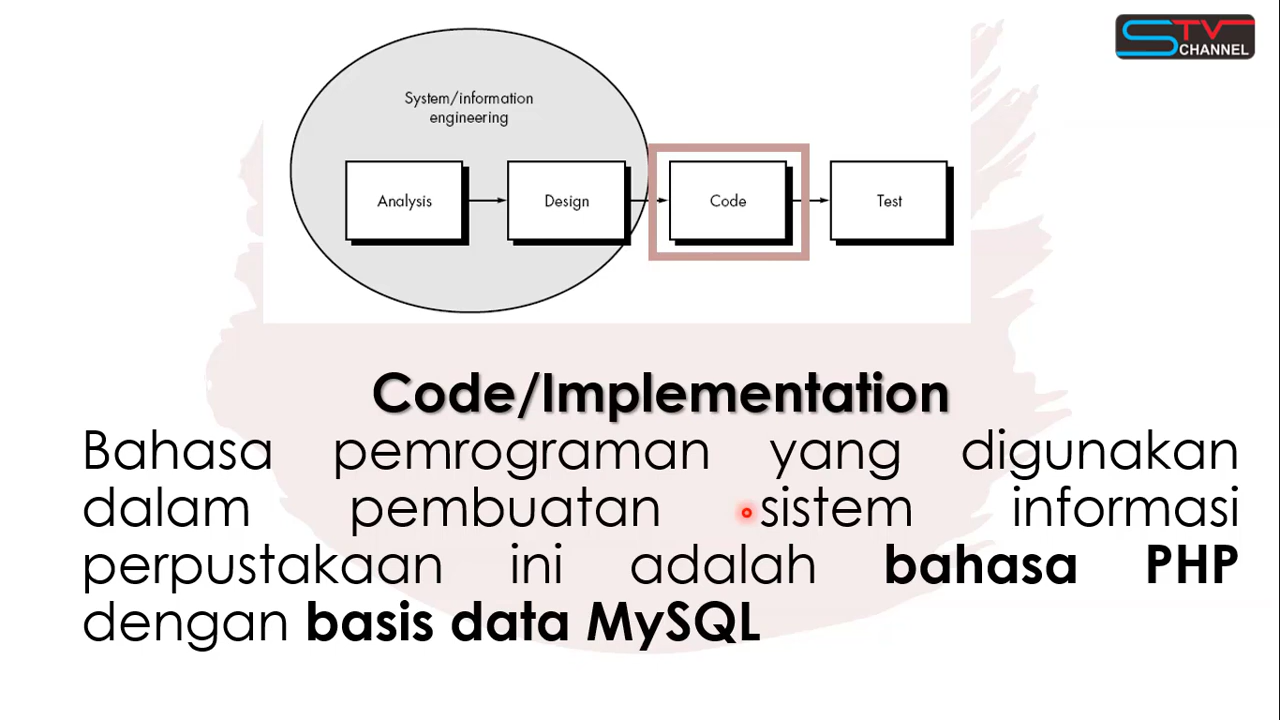 STV
CHANNEL
System/information
engineering
Analysis
Design
Code
Test
Code/Implementation
Bahasa pemrograman yang digunakan
dalam pembuatan sistem informasi
perpustakaan ini adalah bahasa PHP
dengan basis data MySQL